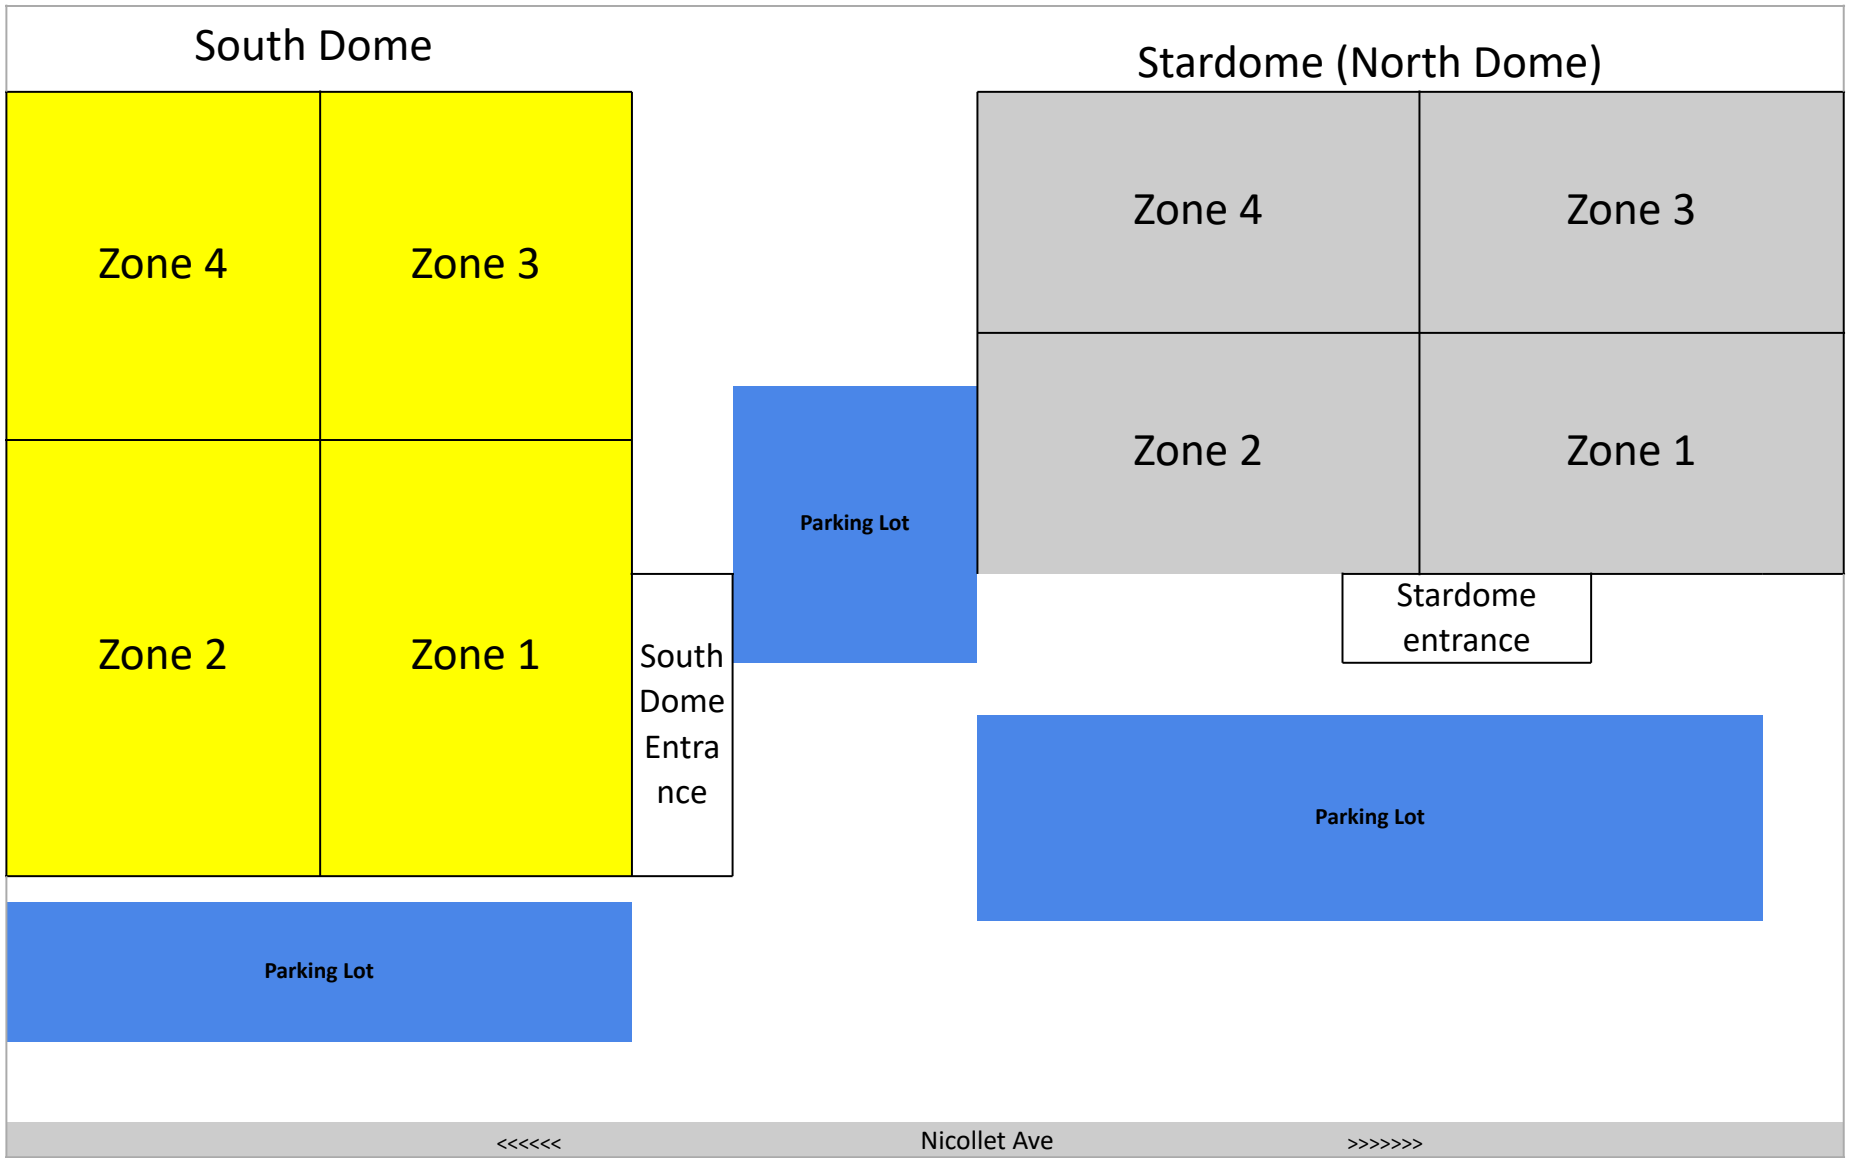 South Dome
Stardome (North Dome)
Zone 4
Zone 3
Zone 4
Zone 3
Zone 2
Zone 1
Parking Lot
Zone 2
Zone 1
South
Dome
Entra
nce
Stardome
entrance
Parking Lot
Parking Lot
<<<<<< Nicollet Ave >>>>>>>